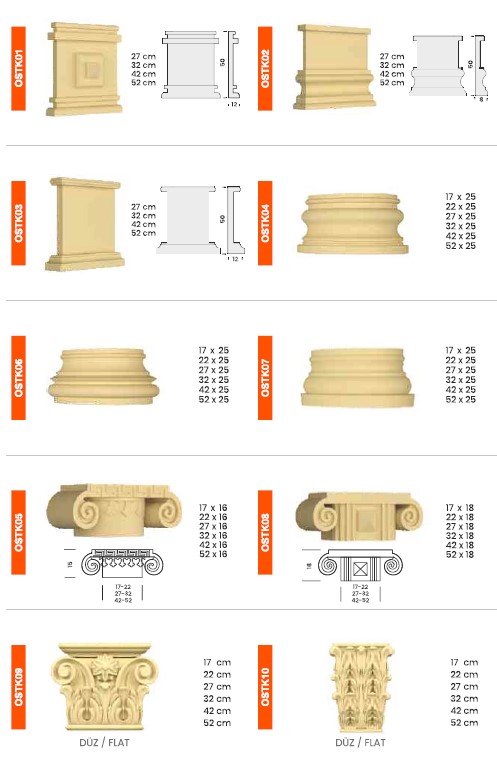 OSTK01
27 cm
32 cm
42 cm
52 cm
50
12
OSTK02
27 cm
32 cm
42 cm
52 cm
50
8
OSTK03
27 cm
32 cm
42 cm
52 cm
50
12
OSTK04
17 x 25
22 x 25
27 x 25
32 x 25
42 x 25
52 x 25
OSTK06
17 x 25
22 x 25
27 x 25
32 x 25
42 x 25
52 x 25
OSTK07
17 x 25
22 x 25
27 x 25
32 x 25
42 x 25
52 x 25
OSTK05
17 x 16
22 x 16
27 x 16
32 x 16
42 x 16
52 x 16
17-22
27-32
42-52
OSTK08
17 x 18
22 x 18
27 x 18
32 x 18
42 x 18
52 x 18
18
17-22
27-32
42-52
OSTK09
17 cm
22 cm
27 cm
32 cm
42 cm
52 cm
DÜZ / FLAT
OSTK10
17 cm
22 cm
27 cm
32 cm
42 cm
52 cm
DÜZ / FLAT